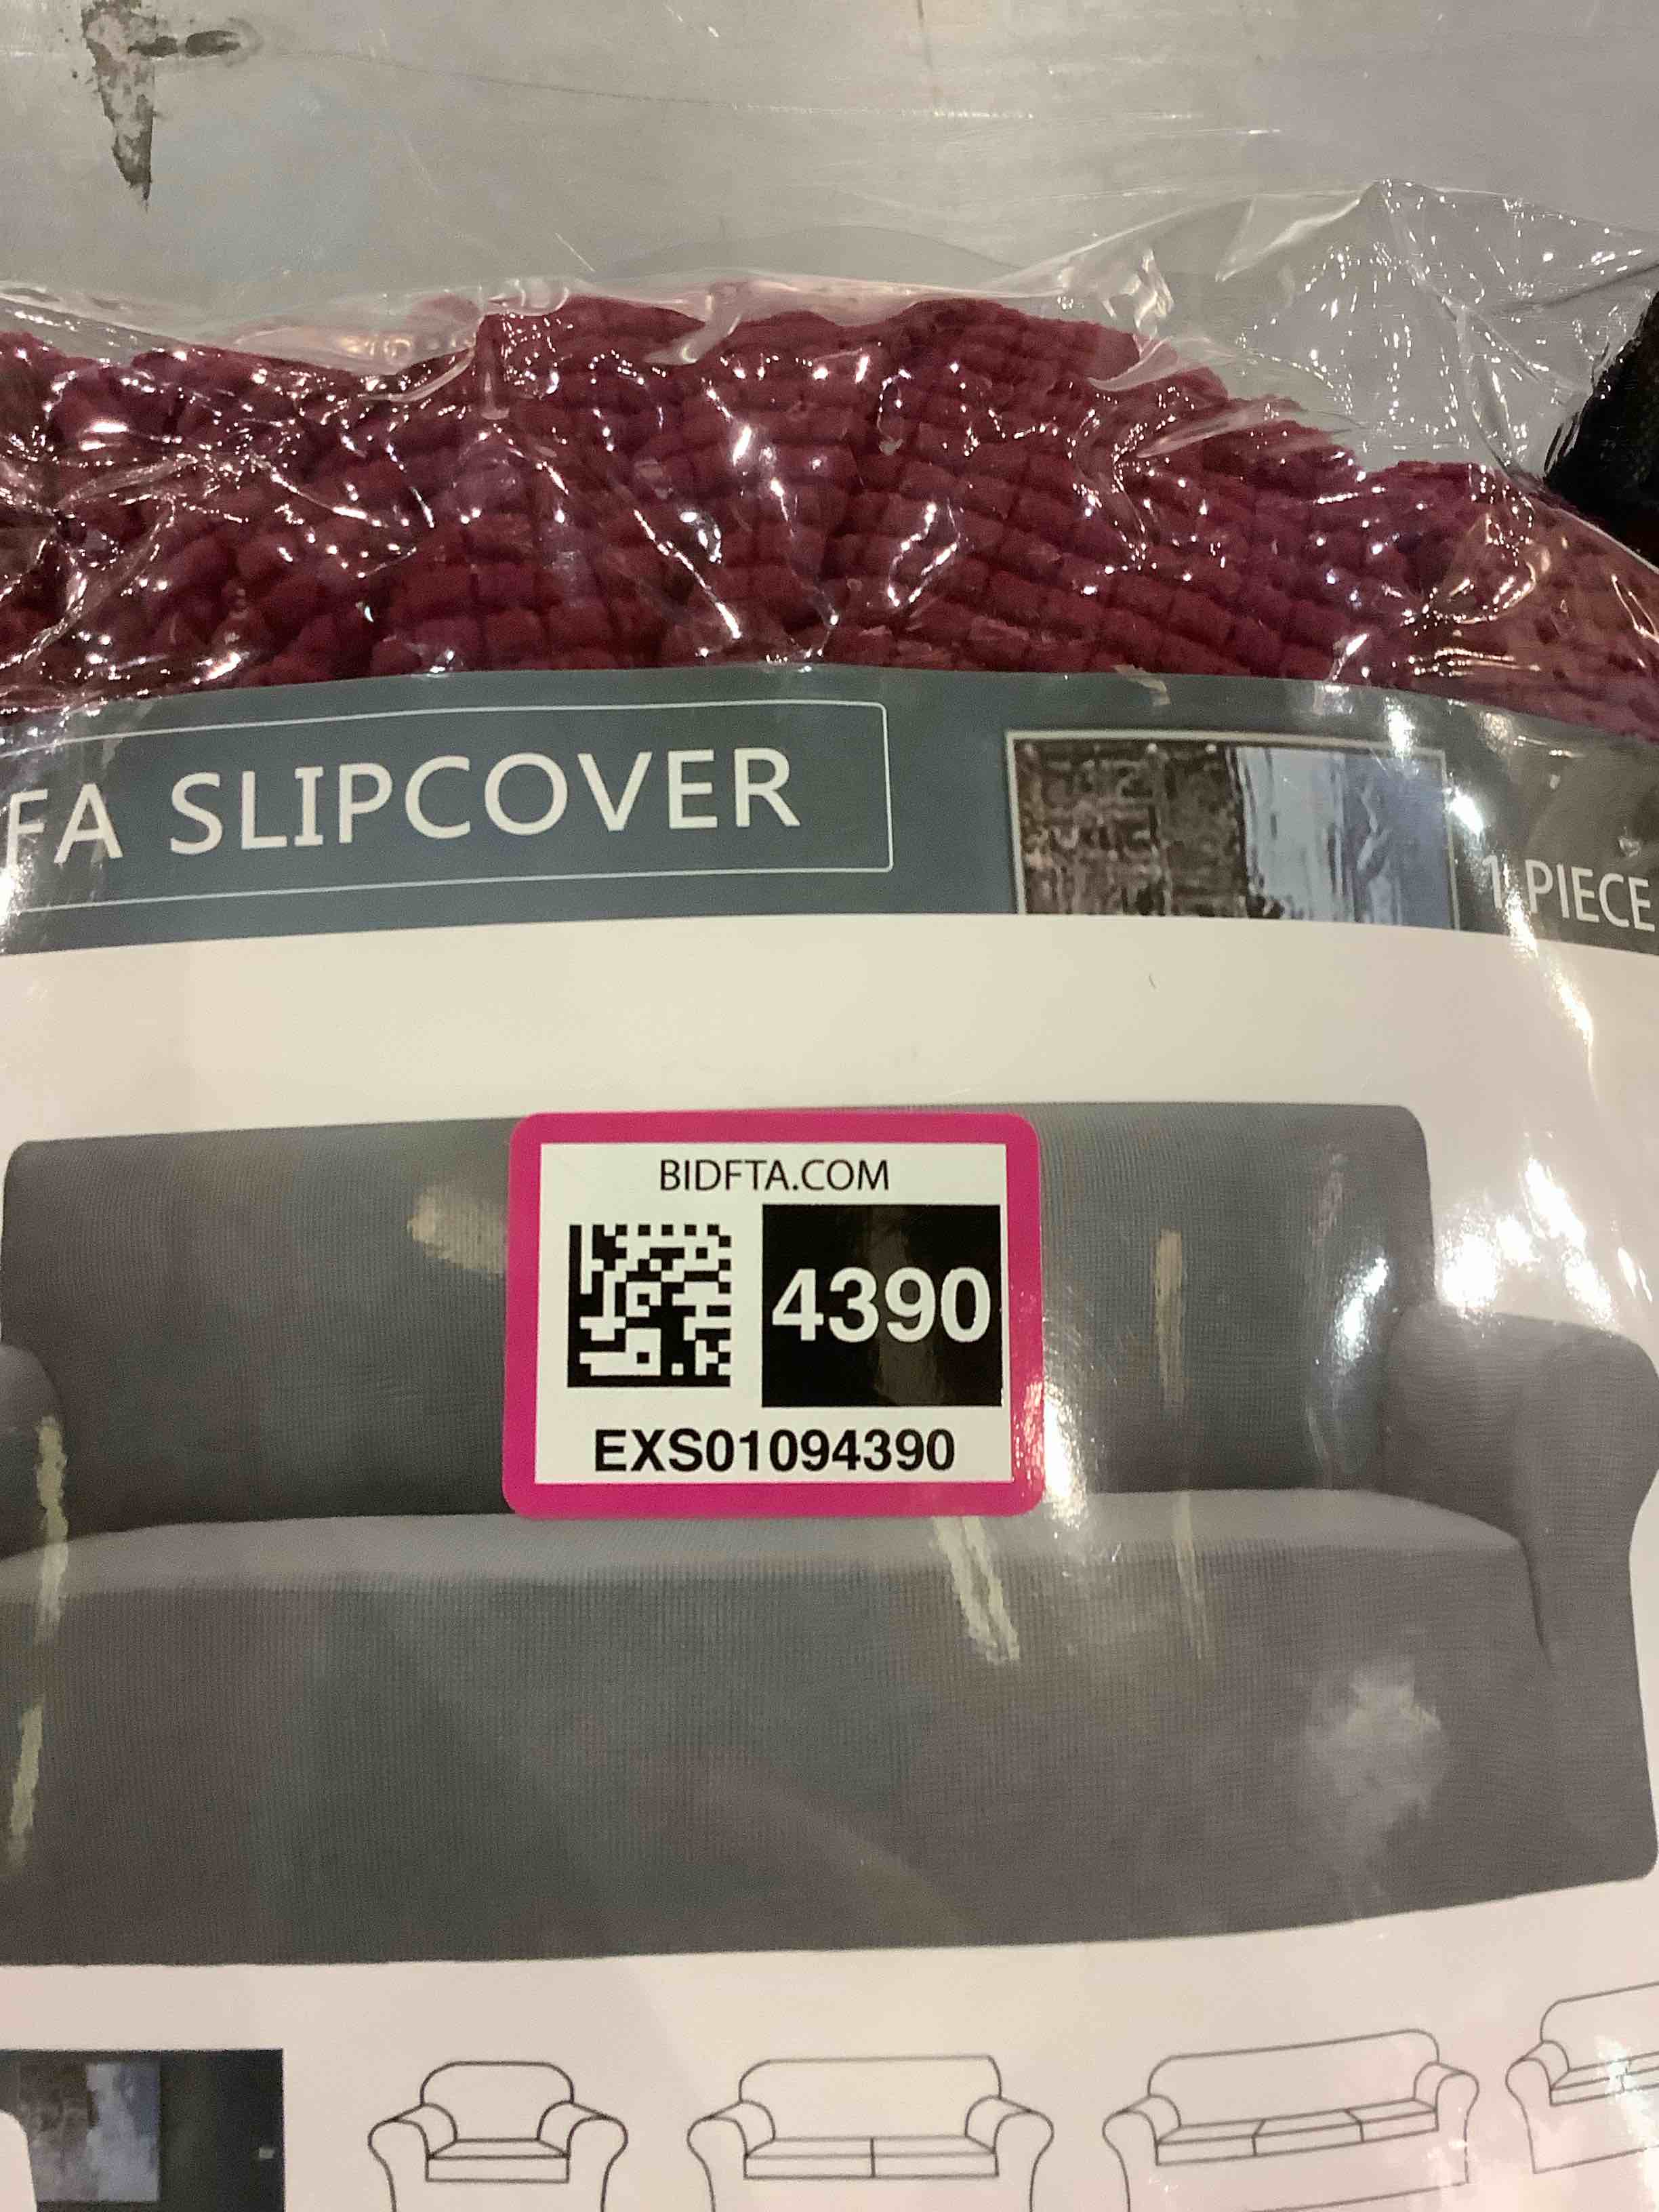 FA SLIPCOVER
1 PIECE
BIDFTA.COM
4390
EXS01094390